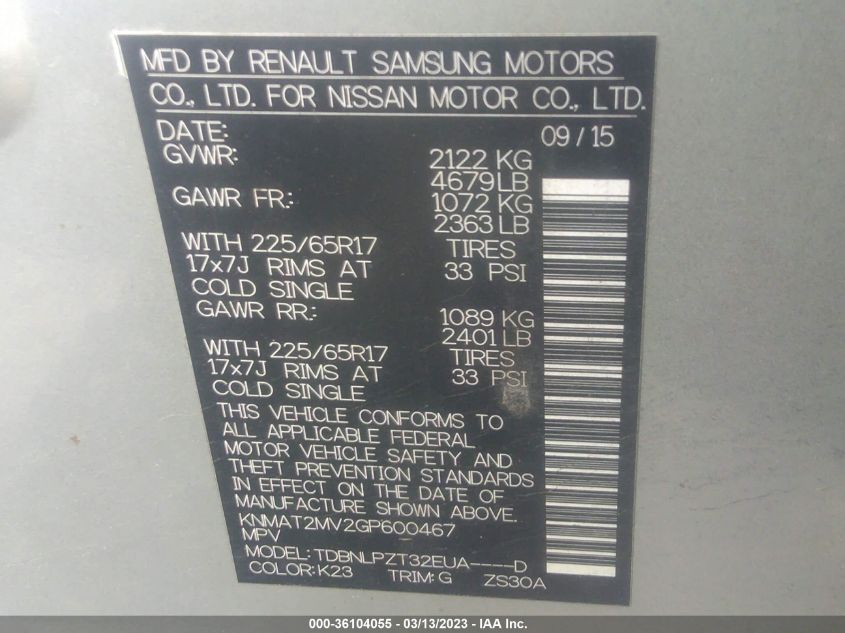 MFD BY RENAULT SAMSUNG MOTORS
CO., LTD. FOR NISSAN MOTOR CO., LTD.
DATE: 09 / 15
GVWR: 2122 KG
4679 LB
GAWR FR.: 1072 KG
2363 LB
WITH 225/65R17 TIRES
17x7J RIMS AT 33 PSI
COLD SINGLE
GAWR RR.: 1089 KG
2401 LB
WITH 225/65R17 TIRES
17x7J RIMS AT 33 PSI
COLD SINGLE
THIS VEHICLE CONFORMS TO
ALL APPLICABLE FEDERAL
MOTOR VEHICLE SAFETY AND
THEFT PREVENTION STANDARDS
IN EFFECT ON THE DATE OF
MANUFACTURE SHOWN ABOVE.
KNMAT2MV2GP600467
MPV
MODEL: TDBNLPZT32EUA----D
COLOR: K23 TRIM: G ZS30A
000-36104055 - 03/13/2023 - IAA Inc.